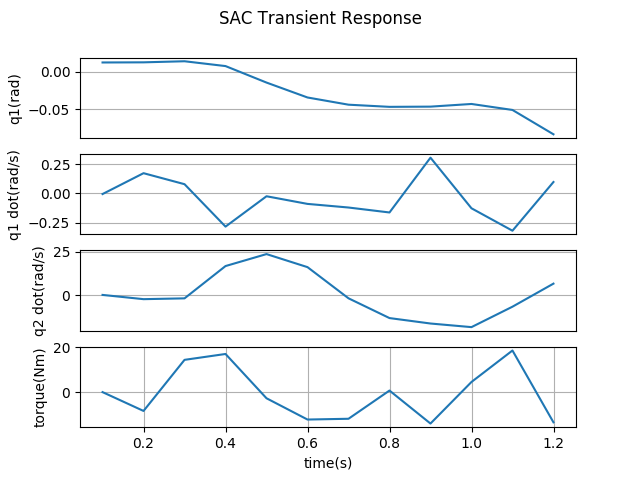 SAC Transient Response
q1(rad)
0.00
−0.05
q1 dot(rad/s)
0.25
0.00
−0.25
q2 dot(rad/s)
25
0
torque(Nm)
20
0
0.2 0.4 0.6 0.8 1.0 1.2
time(s)